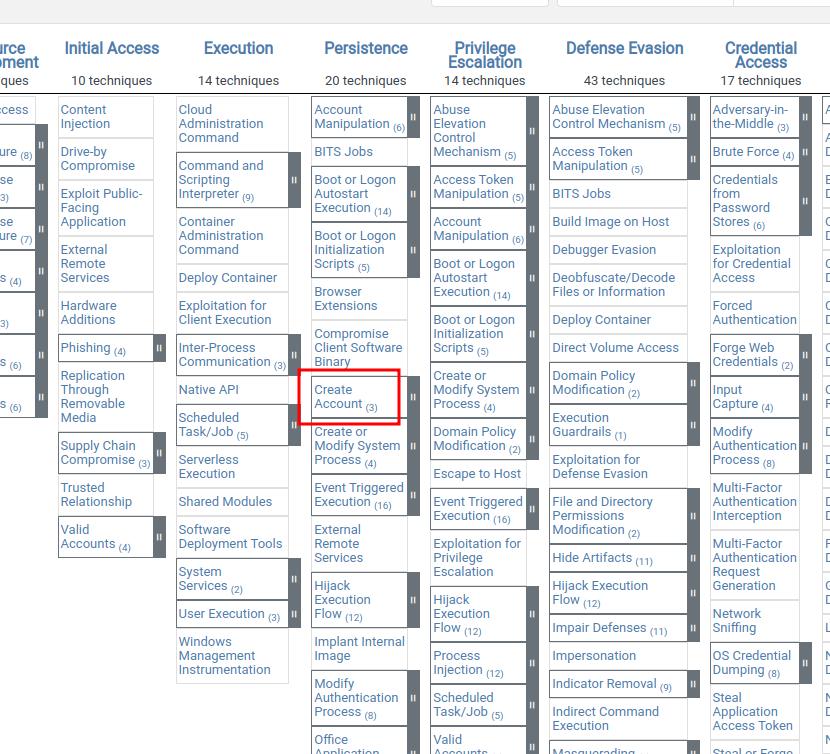 urce
pment
ques
ccess
ure (8)
se
3)
se
ure (7)
s (4)
3)
s (6)
s (6)
Initial Access
10 techniques
Content
Injection
Drive-by
Compromise
Exploit Public-
Facing
Application
External
Remote
Services
Hardware
Additions
Phishing (4)
Replication
Through
Removable
Media
Supply Chain
Compromise (3)
Trusted
Relationship
Valid
Accounts (4)
Execution
14 techniques
Cloud
Administration
Command
Command and
Scripting
Interpreter (9)
Container
Administration
Command
Deploy Container
Exploitation for
Client Execution
Inter-Process
Communication (3)
Native API
Scheduled
Task/Job (5)
Serverless
Execution
Shared Modules
Software
Deployment Tools
System
Services (2)
User Execution (3)
Windows
Management
Instrumentation
Persistence
20 techniques
Account
Manipulation (6)
BITS Jobs
Boot or Logon
Autostart
Execution (14)
Boot or Logon
Initialization
Scripts (5)
Browser
Extensions
Compromise
Client Software
Binary
Create
Account (3)
Create or
Modify System
Process (4)
Event Triggered
Execution (16)
External
Remote
Services
Hijack
Execution
Flow (12)
Implant Internal
Image
Modify
Authentication
Process (8)
Office
Application
Privilege
Escalation
14 techniques
Abuse
Elevation
Control
Mechanism (5)
Access Token
Manipulation (5)
Account
Manipulation (6)
Boot or Logon
Autostart
Execution (14)
Boot or Logon
Initialization
Scripts (5)
Create or
Modify System
Process (4)
Domain Policy
Modification (2)
Escape to Host
Event Triggered
Execution (16)
Exploitation for
Privilege
Escalation
Hijack
Execution
Flow (12)
Process
Injection (12)
Scheduled
Task/Job (5)
Valid
Accounts
Defense Evasion
43 techniques
Abuse Elevation
Control Mechanism (5)
Access Token
Manipulation (5)
BITS Jobs
Build Image on Host
Debugger Evasion
Deobfuscate/Decode
Files or Information
Deploy Container
Direct Volume Access
Domain Policy
Modification (2)
Execution
Guardrails (1)
Exploitation for
Defense Evasion
File and Directory
Permissions
Modification (2)
Hide Artifacts (11)
Hijack Execution
Flow (12)
Impair Defenses (11)
Impersonation
Indicator Removal (9)
Indirect Command
Execution
Masquerading
Credential
Access
17 techniques
Adversary-in-
the-Middle (3)
Brute Force (4)
Credentials
from
Password
Stores (6)
Exploitation
for Credential
Access
Forced
Authentication
Forge Web
Credentials (2)
Input
Capture (4)
Modify
Authentication
Process (8)
Multi-Factor
Authentication
Interception
Multi-Factor
Authentication
Request
Generation
Network
Sniffing
OS Credential
Dumping (8)
Steal
Application
Access Token
Steal or Forge